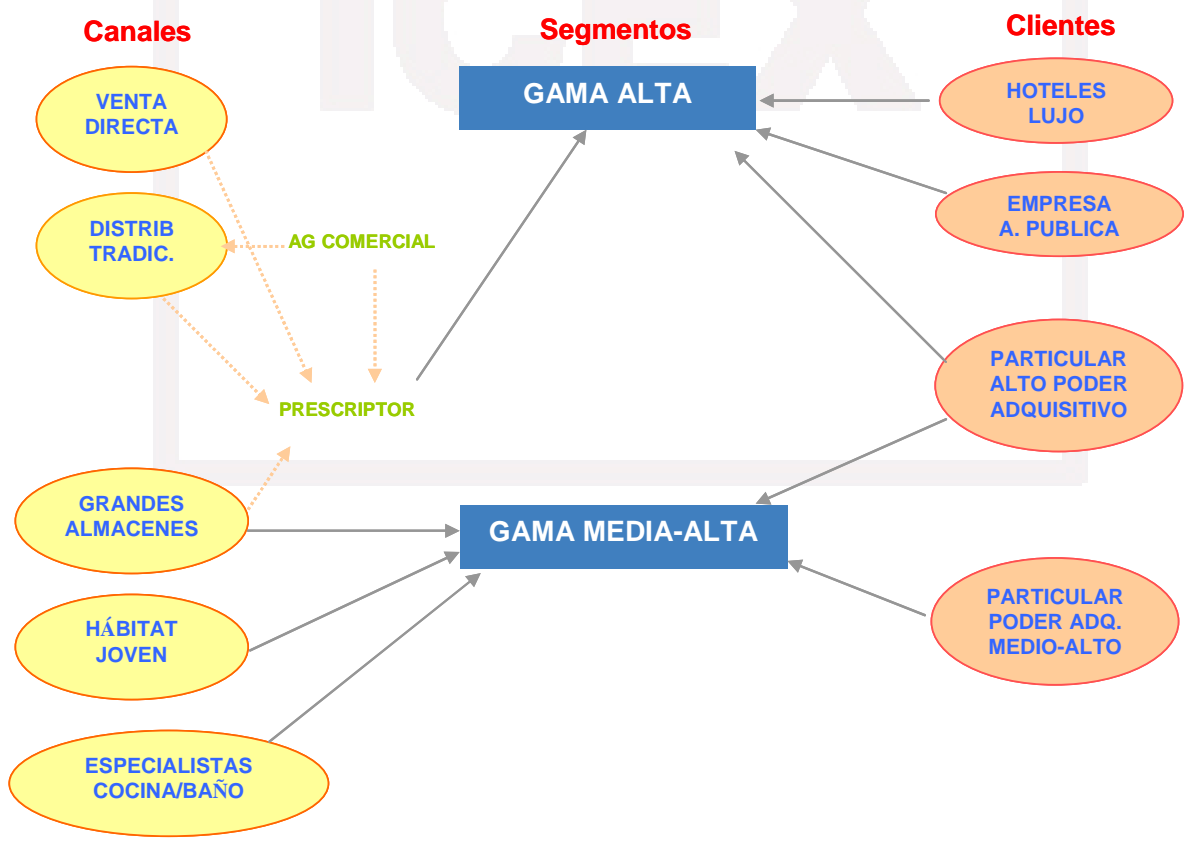 Canales
Segmentos
Clientes
VENTA
DIRECTA
GAMA ALTA
HOTELES
LUJO
DISTRIB
TRADIC.
AG COMERCIAL
EMPRESA
A. PUBLICA
PRESCRIPTOR
PARTICULAR
ALTO PODER
ADQUISITIVO
GRANDES
ALMACENES
GAMA MEDIA-ALTA
HÁBITAT
JOVEN
PARTICULAR
PODER ADQ.
MEDIO-ALTO
ESPECIALISTAS
COCINA/BAÑO